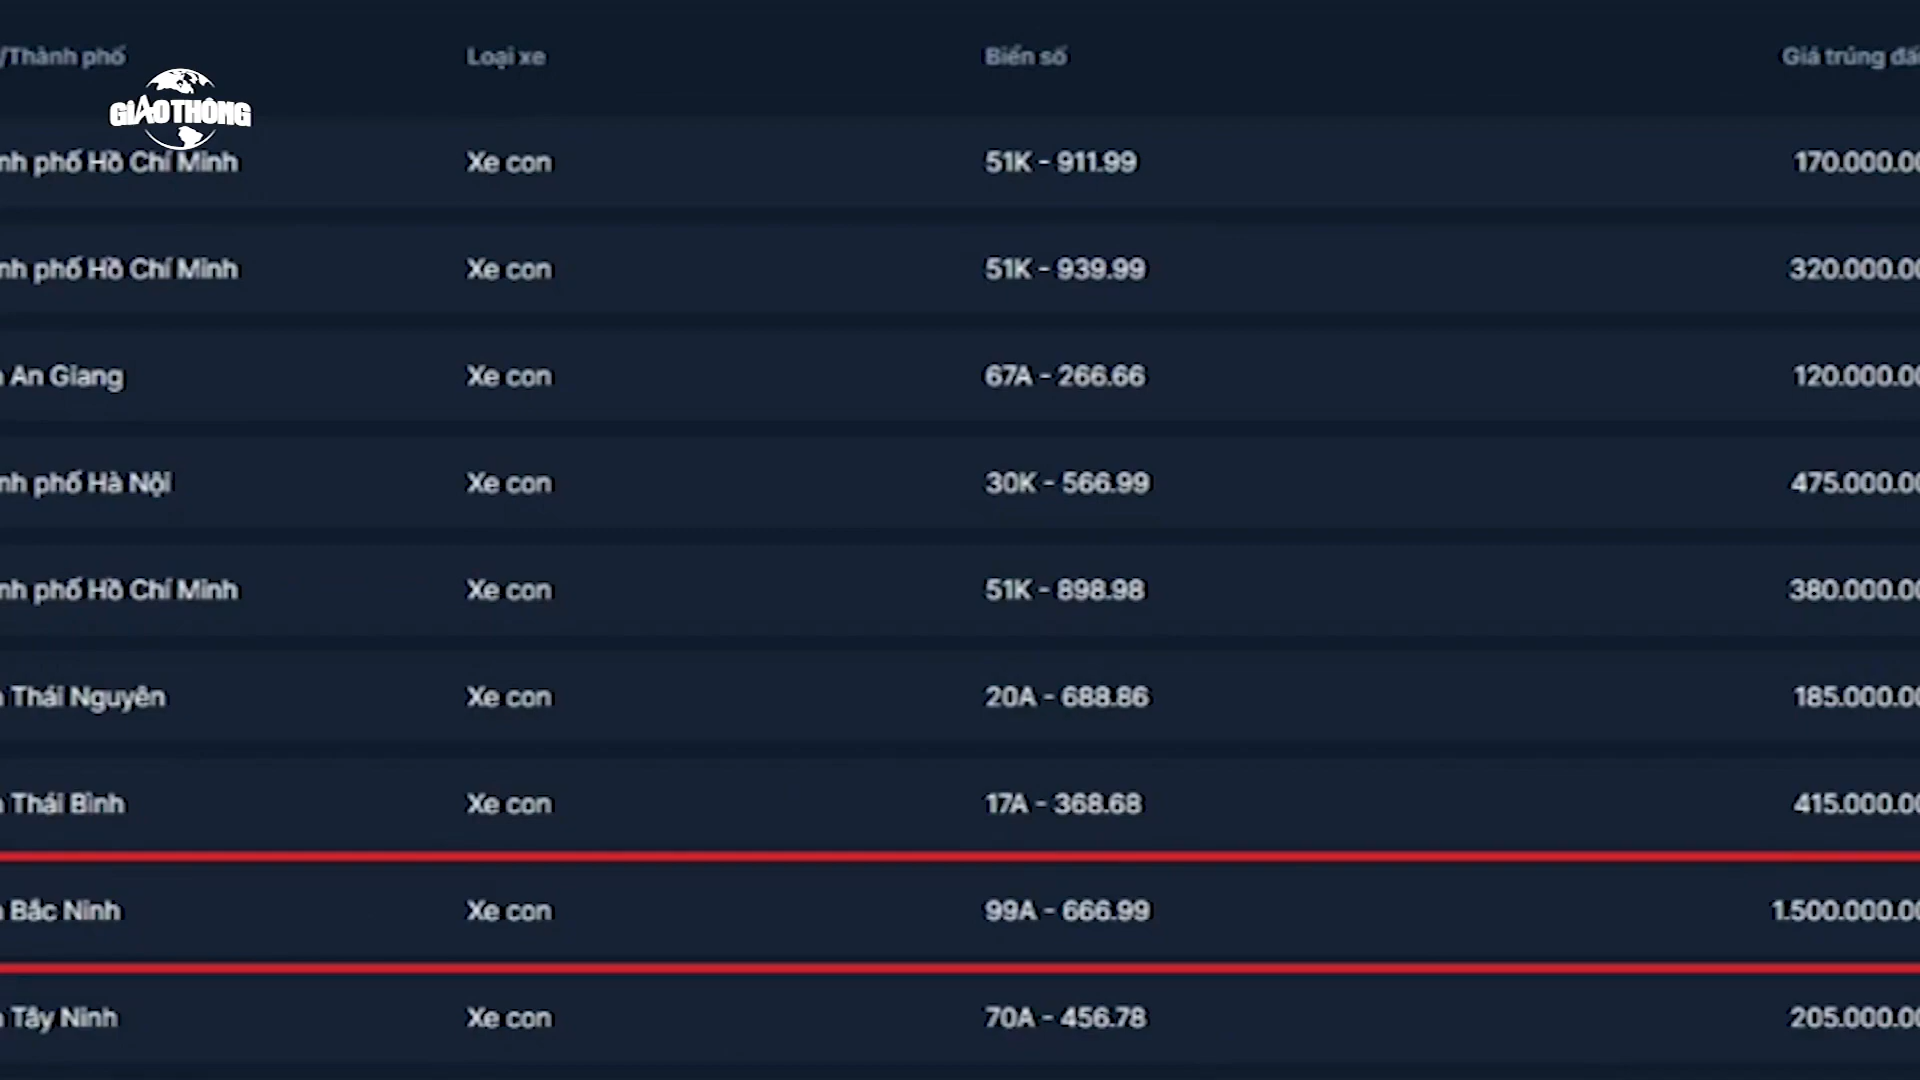 /Thành phố Loại xe Biển số Giá trúng đấ
GIAOTHÔNG
nh phố Hồ Chí Minh Xe con 51K - 911.99 170.000.00
nh phố Hồ Chí Minh Xe con 51K - 939.99 320.000.00
An Giang Xe con 67A - 266.66 120.000.00
nh phố Hà Nội Xe con 30K - 566.99 475.000.00
nh phố Hồ Chí Minh Xe con 51K - 898.98 380.000.00
Thái Nguyên Xe con 20A - 688.86 185.000.00
Thái Bình Xe con 17A - 368.68 415.000.00
Bắc Ninh Xe con 99A - 666.99 1.500.000.00
Tây Ninh Xe con 70A - 456.78 205.000.00